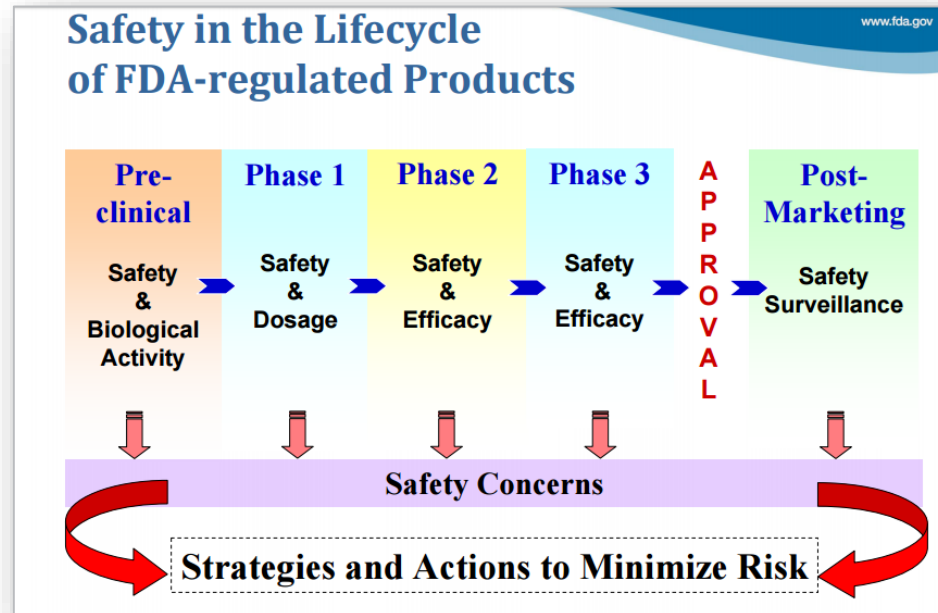 Safety in the Lifecycle
of FDA-regulated Products
www.fda.gov
Pre-
clinical
Safety
&
Biological
Activity
Phase 1
Safety
&
Dosage
Phase 2
Safety
&
Efficacy
Phase 3
Safety
&
Efficacy
A
P
P
R
O
V
A
L
Post-
Marketing
Safety
Surveillance
Safety Concerns
Strategies and Actions to Minimize Risk